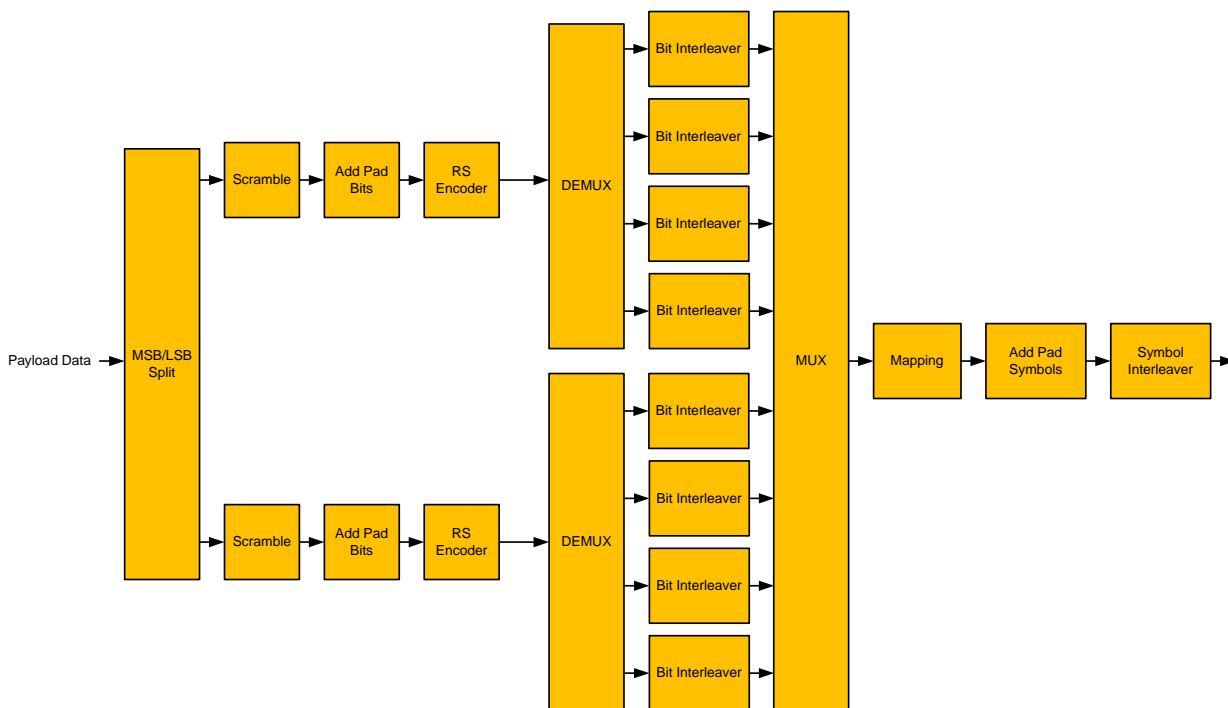 Payload Data
MSB/LSB
Split
Scramble
Add Pad
Bits
RS
Encoder
DEMUX
Bit Interleaver
Bit Interleaver
Bit Interleaver
Bit Interleaver
Scramble
Add Pad
Bits
RS
Encoder
DEMUX
Bit Interleaver
Bit Interleaver
Bit Interleaver
Bit Interleaver
MUX
Mapping
Add Pad
Symbols
Symbol
Interleaver